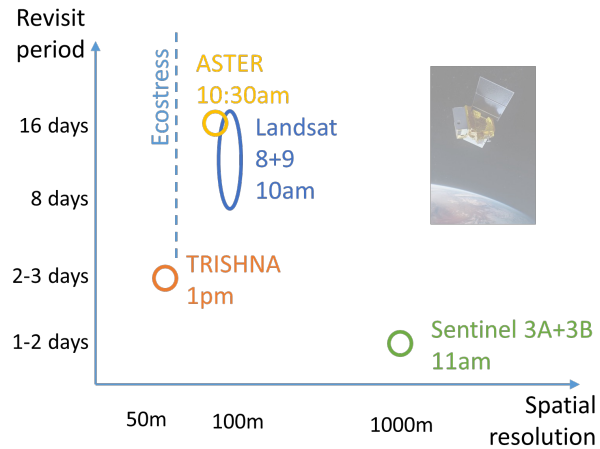 Revisit
period
Ecostress
ASTER
10:30am
16 days
Landsat
8+9
10am
8 days
TRISHNA
1pm
2-3 days
Sentinel 3A+3B
11am
1-2 days
50m
100m
1000m
Spatial
resolution